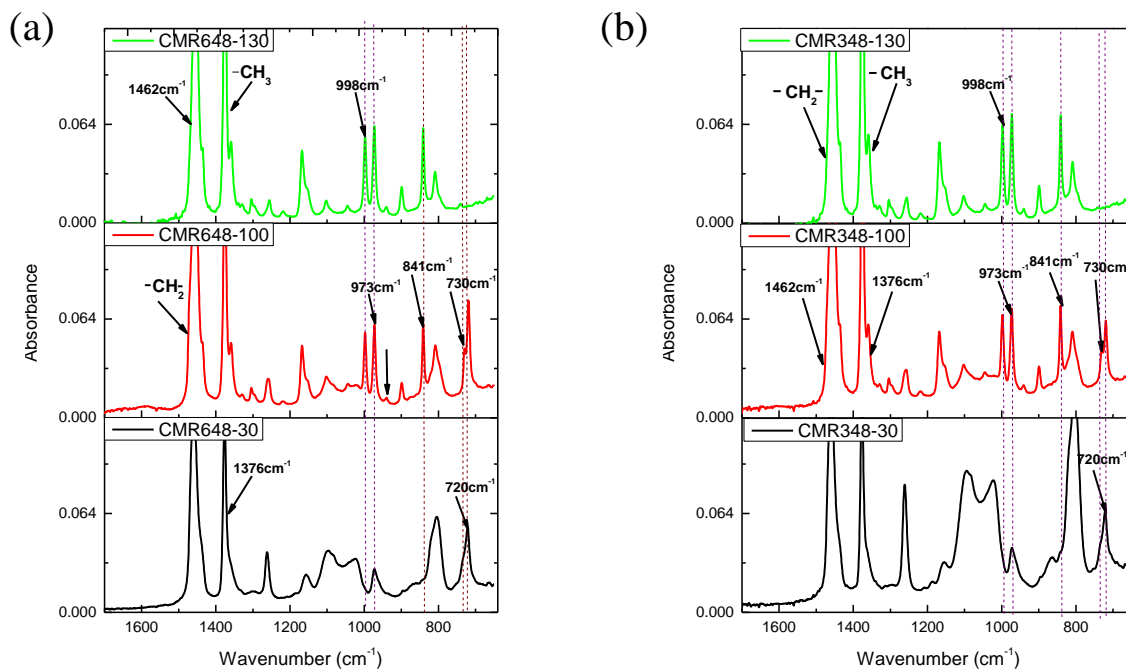 (a)
CMR648-130
1462cm⁻¹
-CH₃
998cm⁻¹
0.064
0.000
CMR648-100
-CH₂-
973cm⁻¹
841cm⁻¹
730cm⁻¹
0.064
0.000
Absorbance
CMR648-30
1376cm⁻¹
720cm⁻¹
0.064
0.000
1600 1400 1200 1000 800
Wavenumber (cm⁻¹)
(b)
CMR348-130
-CH₂-
-CH₃
998cm⁻¹
0.064
0.000
CMR348-100
1462cm⁻¹
1376cm⁻¹
973cm⁻¹
841cm⁻¹
730cm⁻¹
0.064
0.000
Absorbance
CMR348-30
720cm⁻¹
0.064
0.000
1600 1400 1200 1000 800
Wavenumber (cm⁻¹)